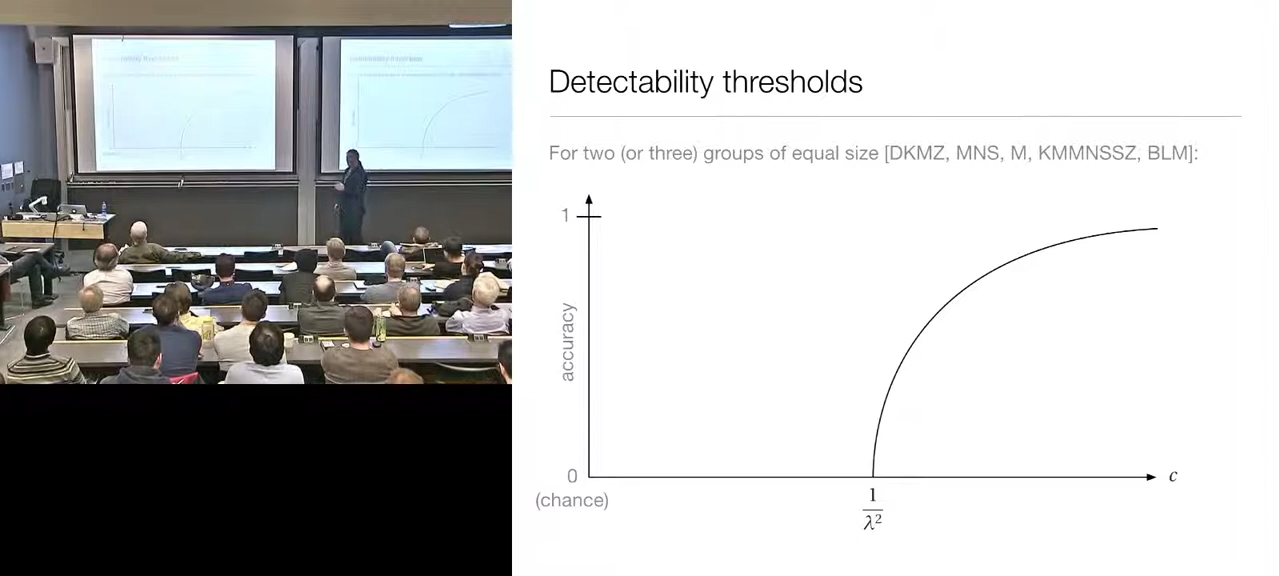 Detectability thresholds
For two (or three) groups of equal size [DKMZ, MNS, M, KMMNSSZ, BLM]:
1
accuracy
0
(chance)
c
1
λ²